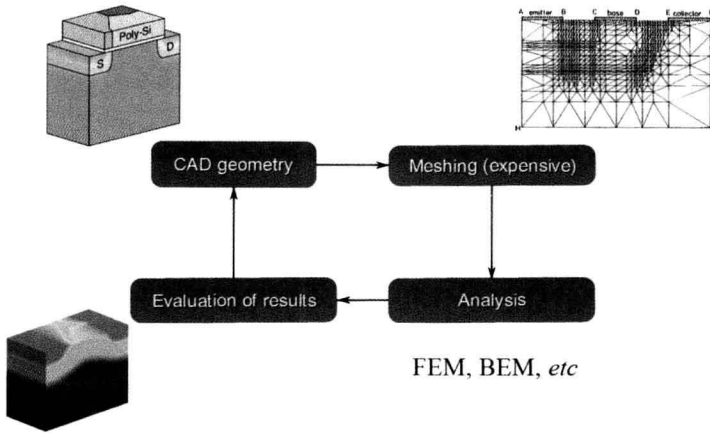 Poly-Si
S
D
A emitter B C base D E collector
H
CAD geometry
Meshing (expensive)
Evaluation of results
Analysis
FEM, BEM, etc